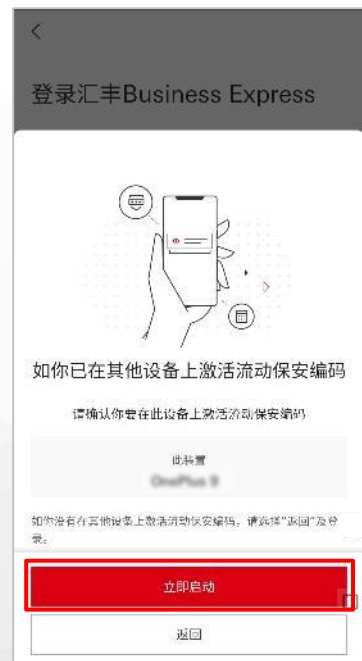 登录汇丰Business Express
如你已在其他设备上激活流动保安编码
请确认你要在此设备上激活流动保安编码
此装置
OnePlus 9
如你没有在其他设备上激活流动保安编码，请选择"返回"及登
录。
立即启动
返回